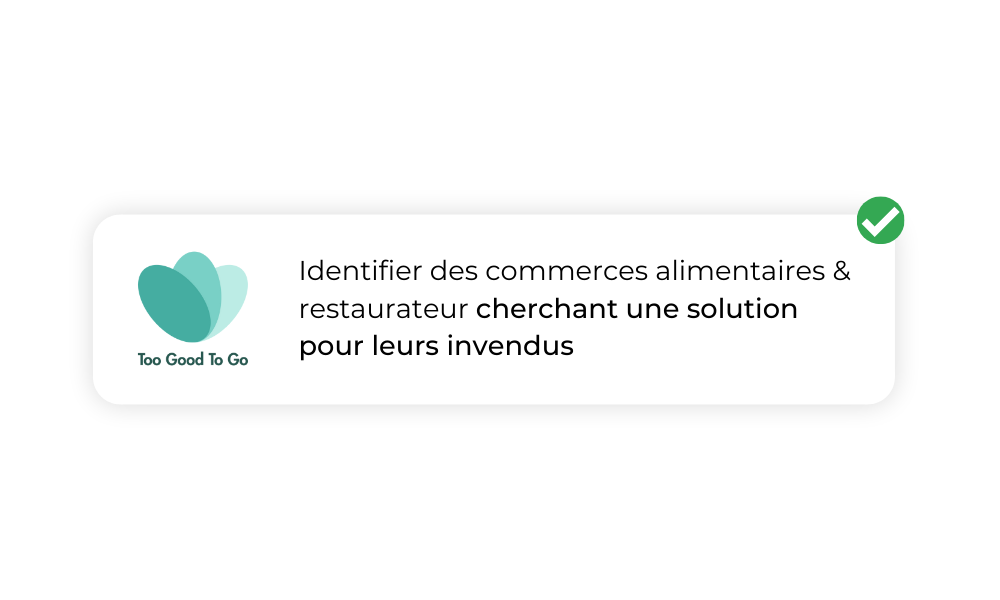 Identifier des commerces alimentaires &
restaurateur cherchant une solution
pour leurs invendus
Too Good To Go